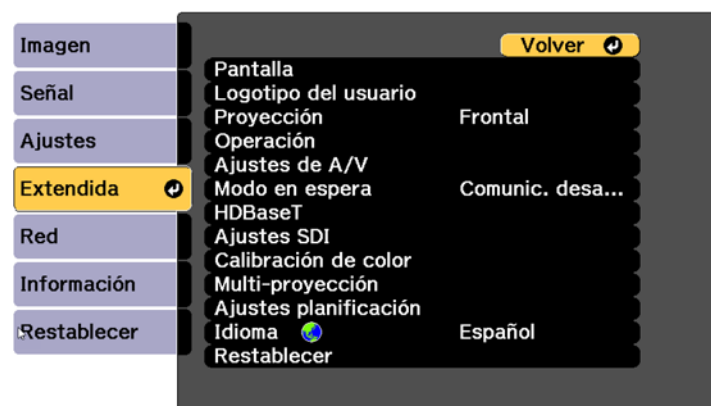 Imagen
Señal
Ajustes
Extendida
Red
Información
Restablecer
Volver
Pantalla
Logotipo del usuario
Proyección Frontal
Operación
Ajustes de A/V
Modo en espera Comunic. desa...
HDBaseT
Ajustes SDI
Calibración de color
Multi-proyección
Ajustes planificación
Idioma Español
Restablecer